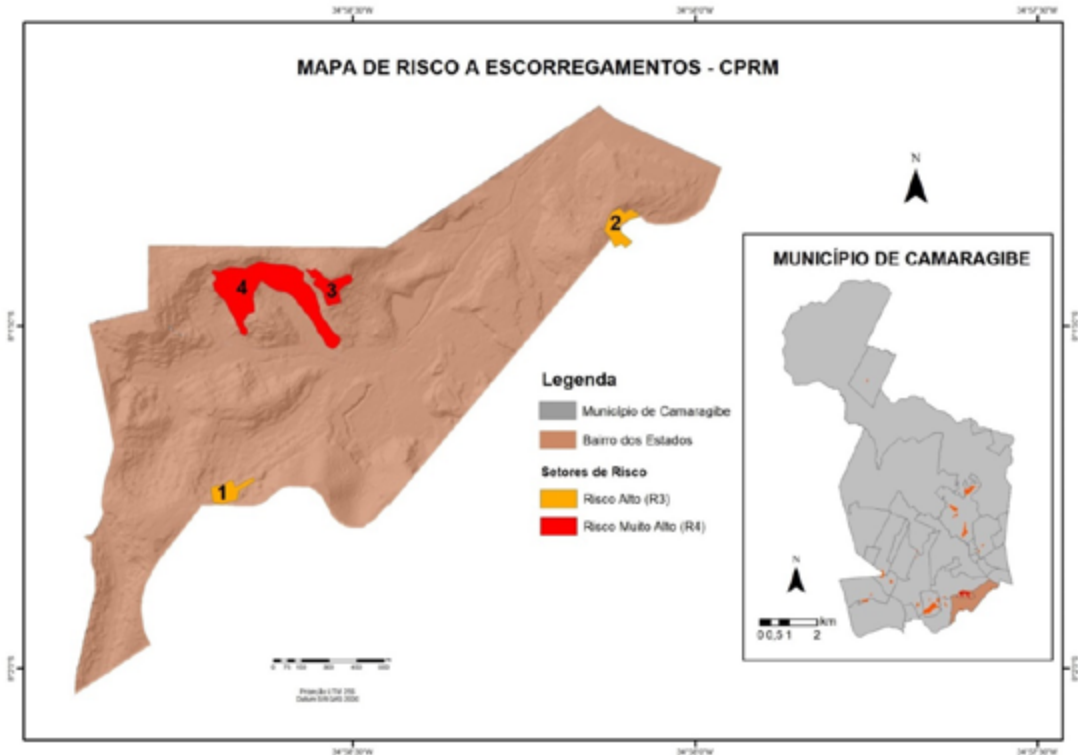 MAPA DE RISCO A ESCORREGAMENTOS - CPRM
N
2
4
3
1
Legenda
Município de Camaragibe
Bairro dos Estados
Setores de Risco
Risco Alto (R3)
Risco Muito Alto (R4)
MUNICÍPIO DE CAMARAGIBE
N
km
0 0,5 1 2